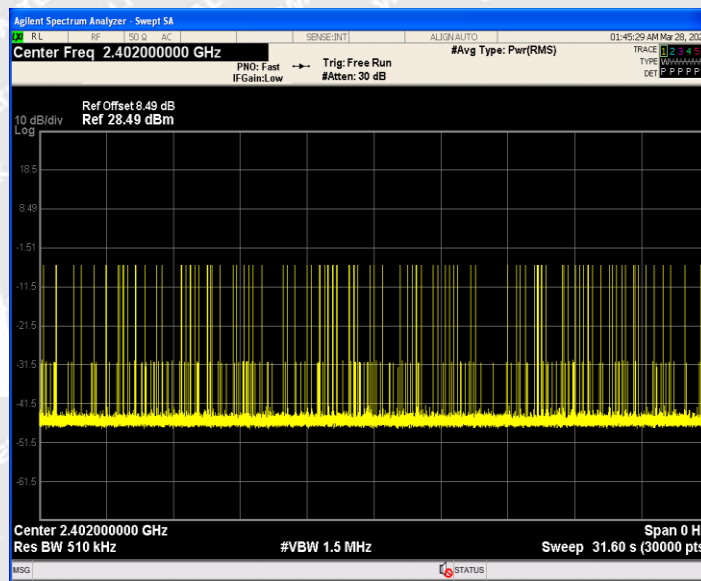 Agilent Spectrum Analyzer - Swept SA
LXI RL RF 50 Ω AC SENSE:INT ALIGNAUTO 01:45:29 AM Mar 28, 202
Center Freq 2.402000000 GHz #Avg Type: Pwr(RMS) TRACE 1 2 3 4 5
PNO: Fast Trig: Free Run TYPE W
IFGain:Low #Atten: 30 dB DET P P P P P
Ref Offset 8.49 dB
10 dB/div Ref 28.49 dBm
Log
18.5
8.49
-1.51
-11.5
-21.5
-31.5
-41.5
-51.5
-61.5
Center 2.402000000 GHz Span 0 H
Res BW 510 kHz #VBW 1.5 MHz Sweep 31.60 s (30000 pts
MSG STATUS